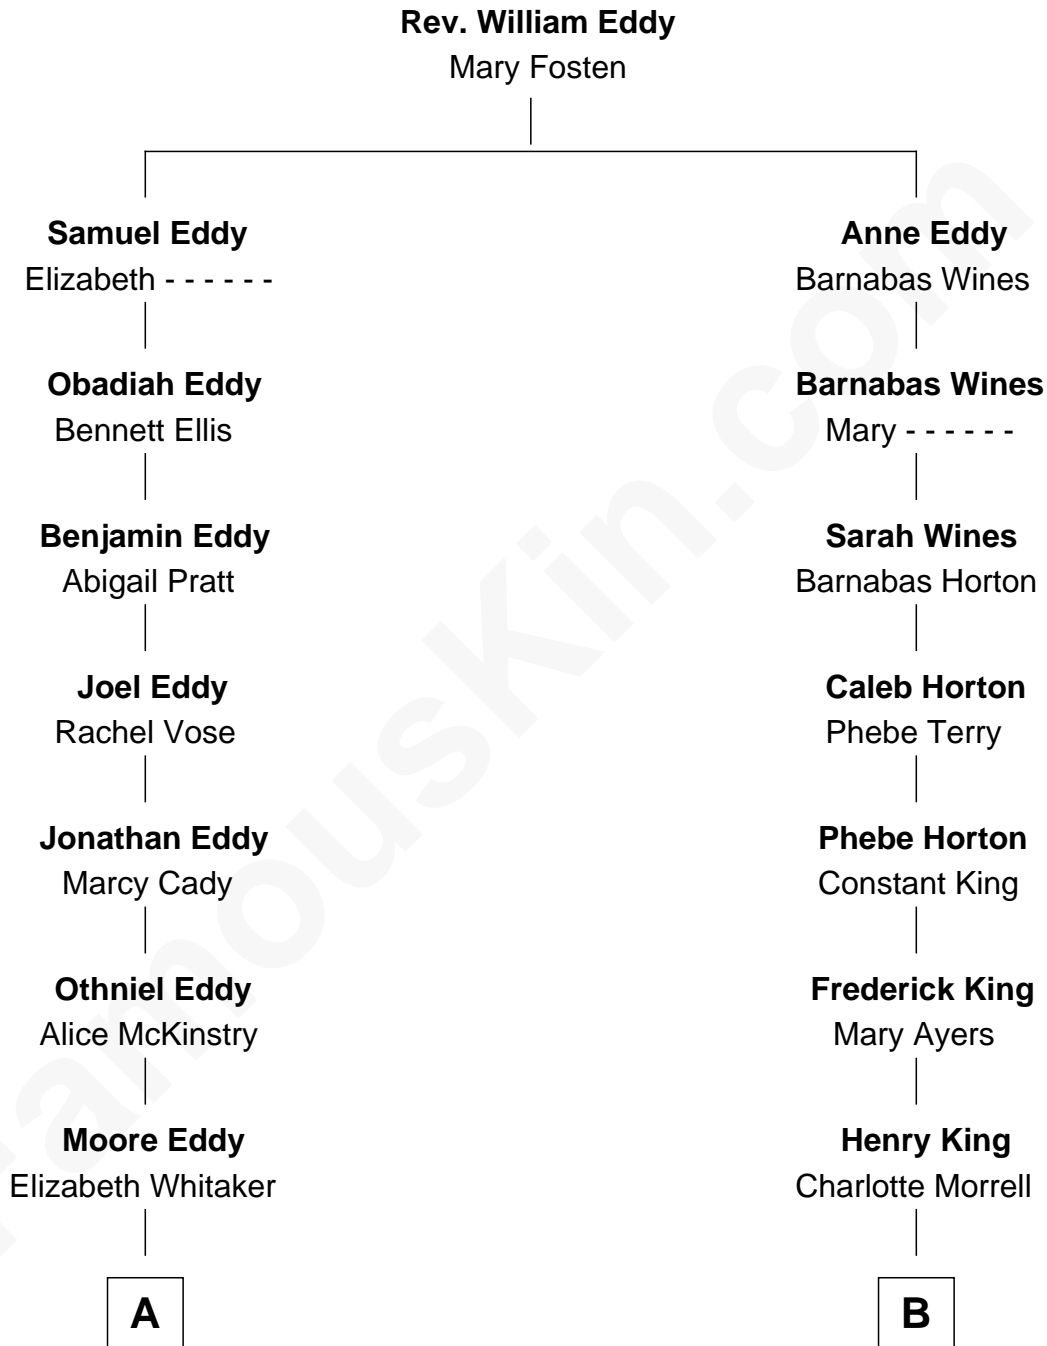 Rev. William Eddy
Mary Fosten
Samuel Eddy
Elizabeth - - - - - -
Anne Eddy
Barnabas Wines
Obadiah Eddy
Bennett Ellis
Barnabas Wines
Mary - - - - - -
Benjamin Eddy
Abigail Pratt
Sarah Wines
Barnabas Horton
Joel Eddy
Rachel Vose
Caleb Horton
Phebe Terry
Jonathan Eddy
Marcy Cady
Phebe Horton
Constant King
Othniel Eddy
Alice McKinstry
Frederick King
Mary Ayers
Moore Eddy
Elizabeth Whitaker
Henry King
Charlotte Morrell
A
B
FamousKin.com